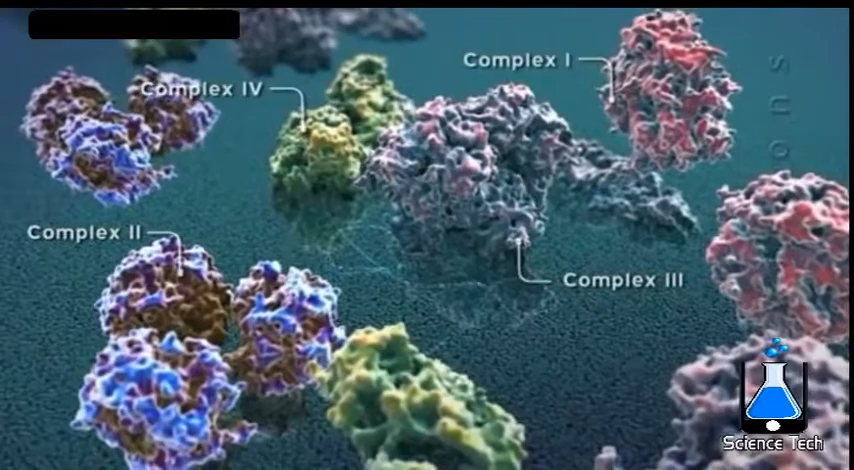 Complex I
Complex IV
s
n
o
Complex II
Complex III
Science Tech